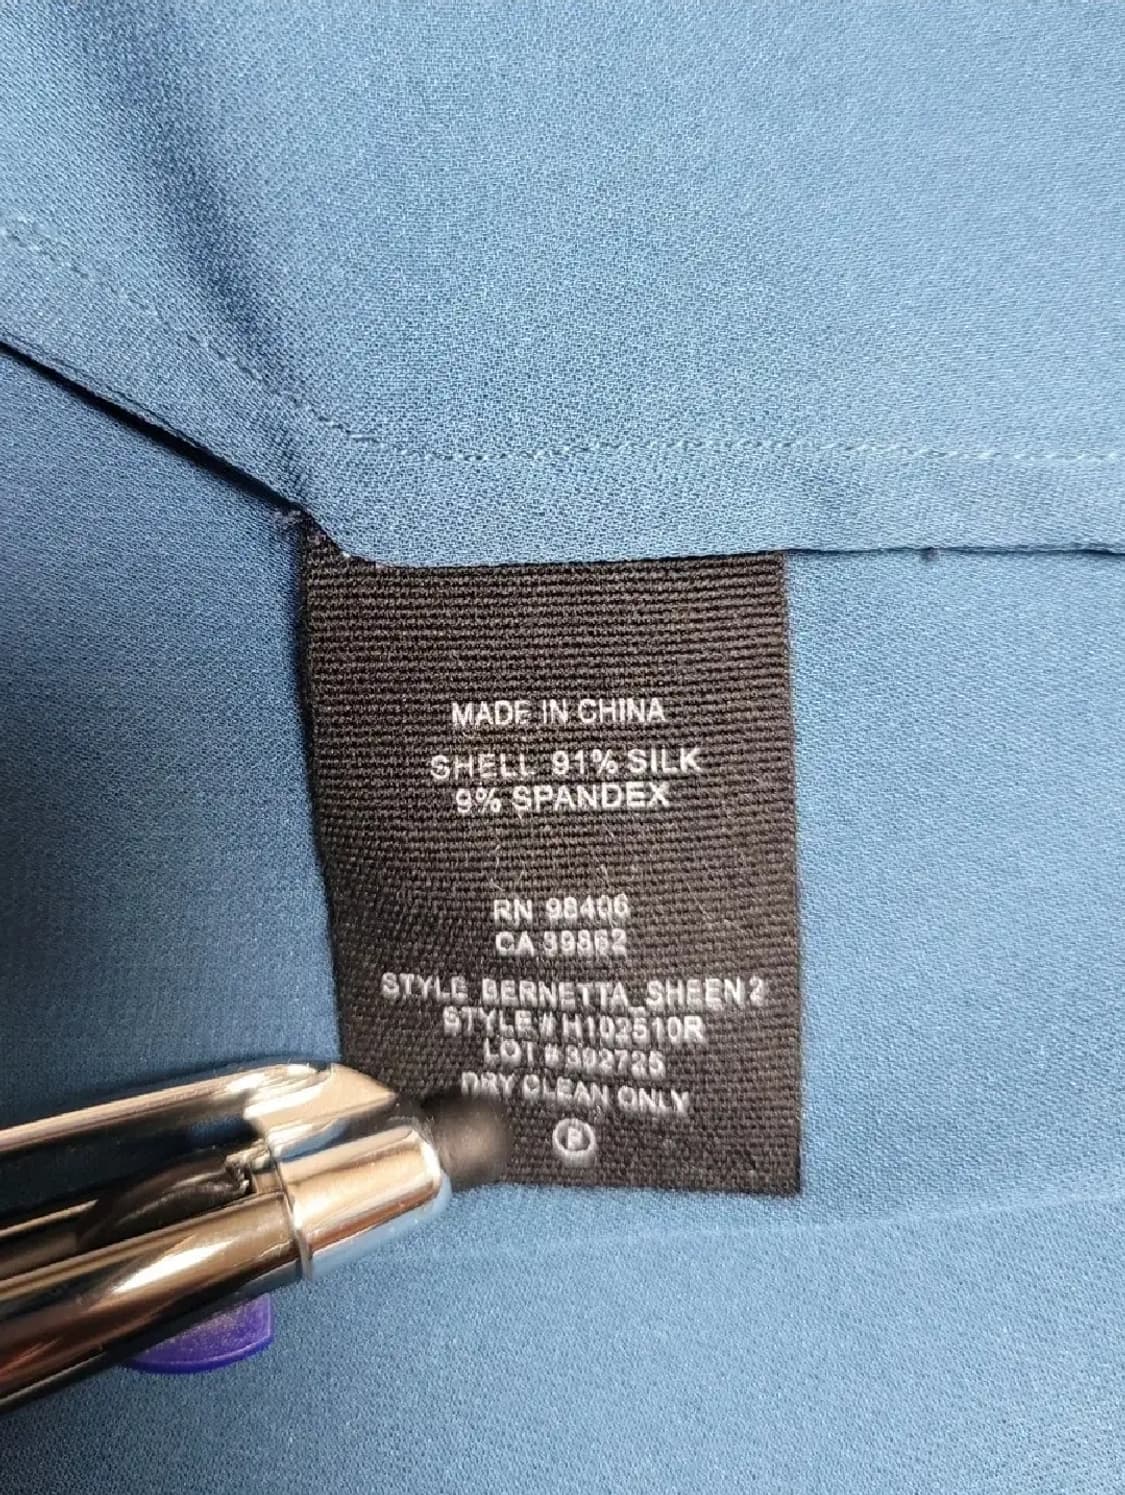 MADE IN CHINA
SHELL 91% SILK
9% SPANDEX
RN 98406
CA 39862
STYLE BERNETTA_SHEEN 2
STYLE # H102510R
LOT # 302725
DRY CLEAN ONLY
P